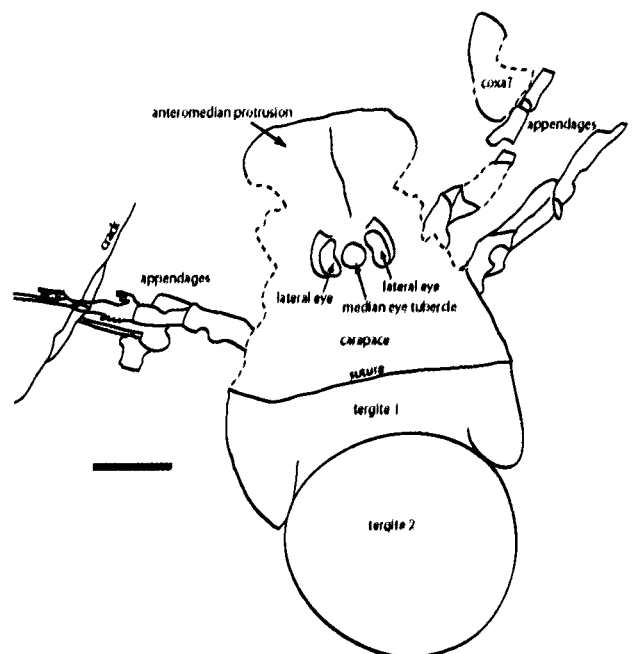 coxa?
anteromedian protrusion
appendages
crack
appendages
lateral eye
lateral eye
median eye tubercle
carapace
suture
tergite 1
tergite 2